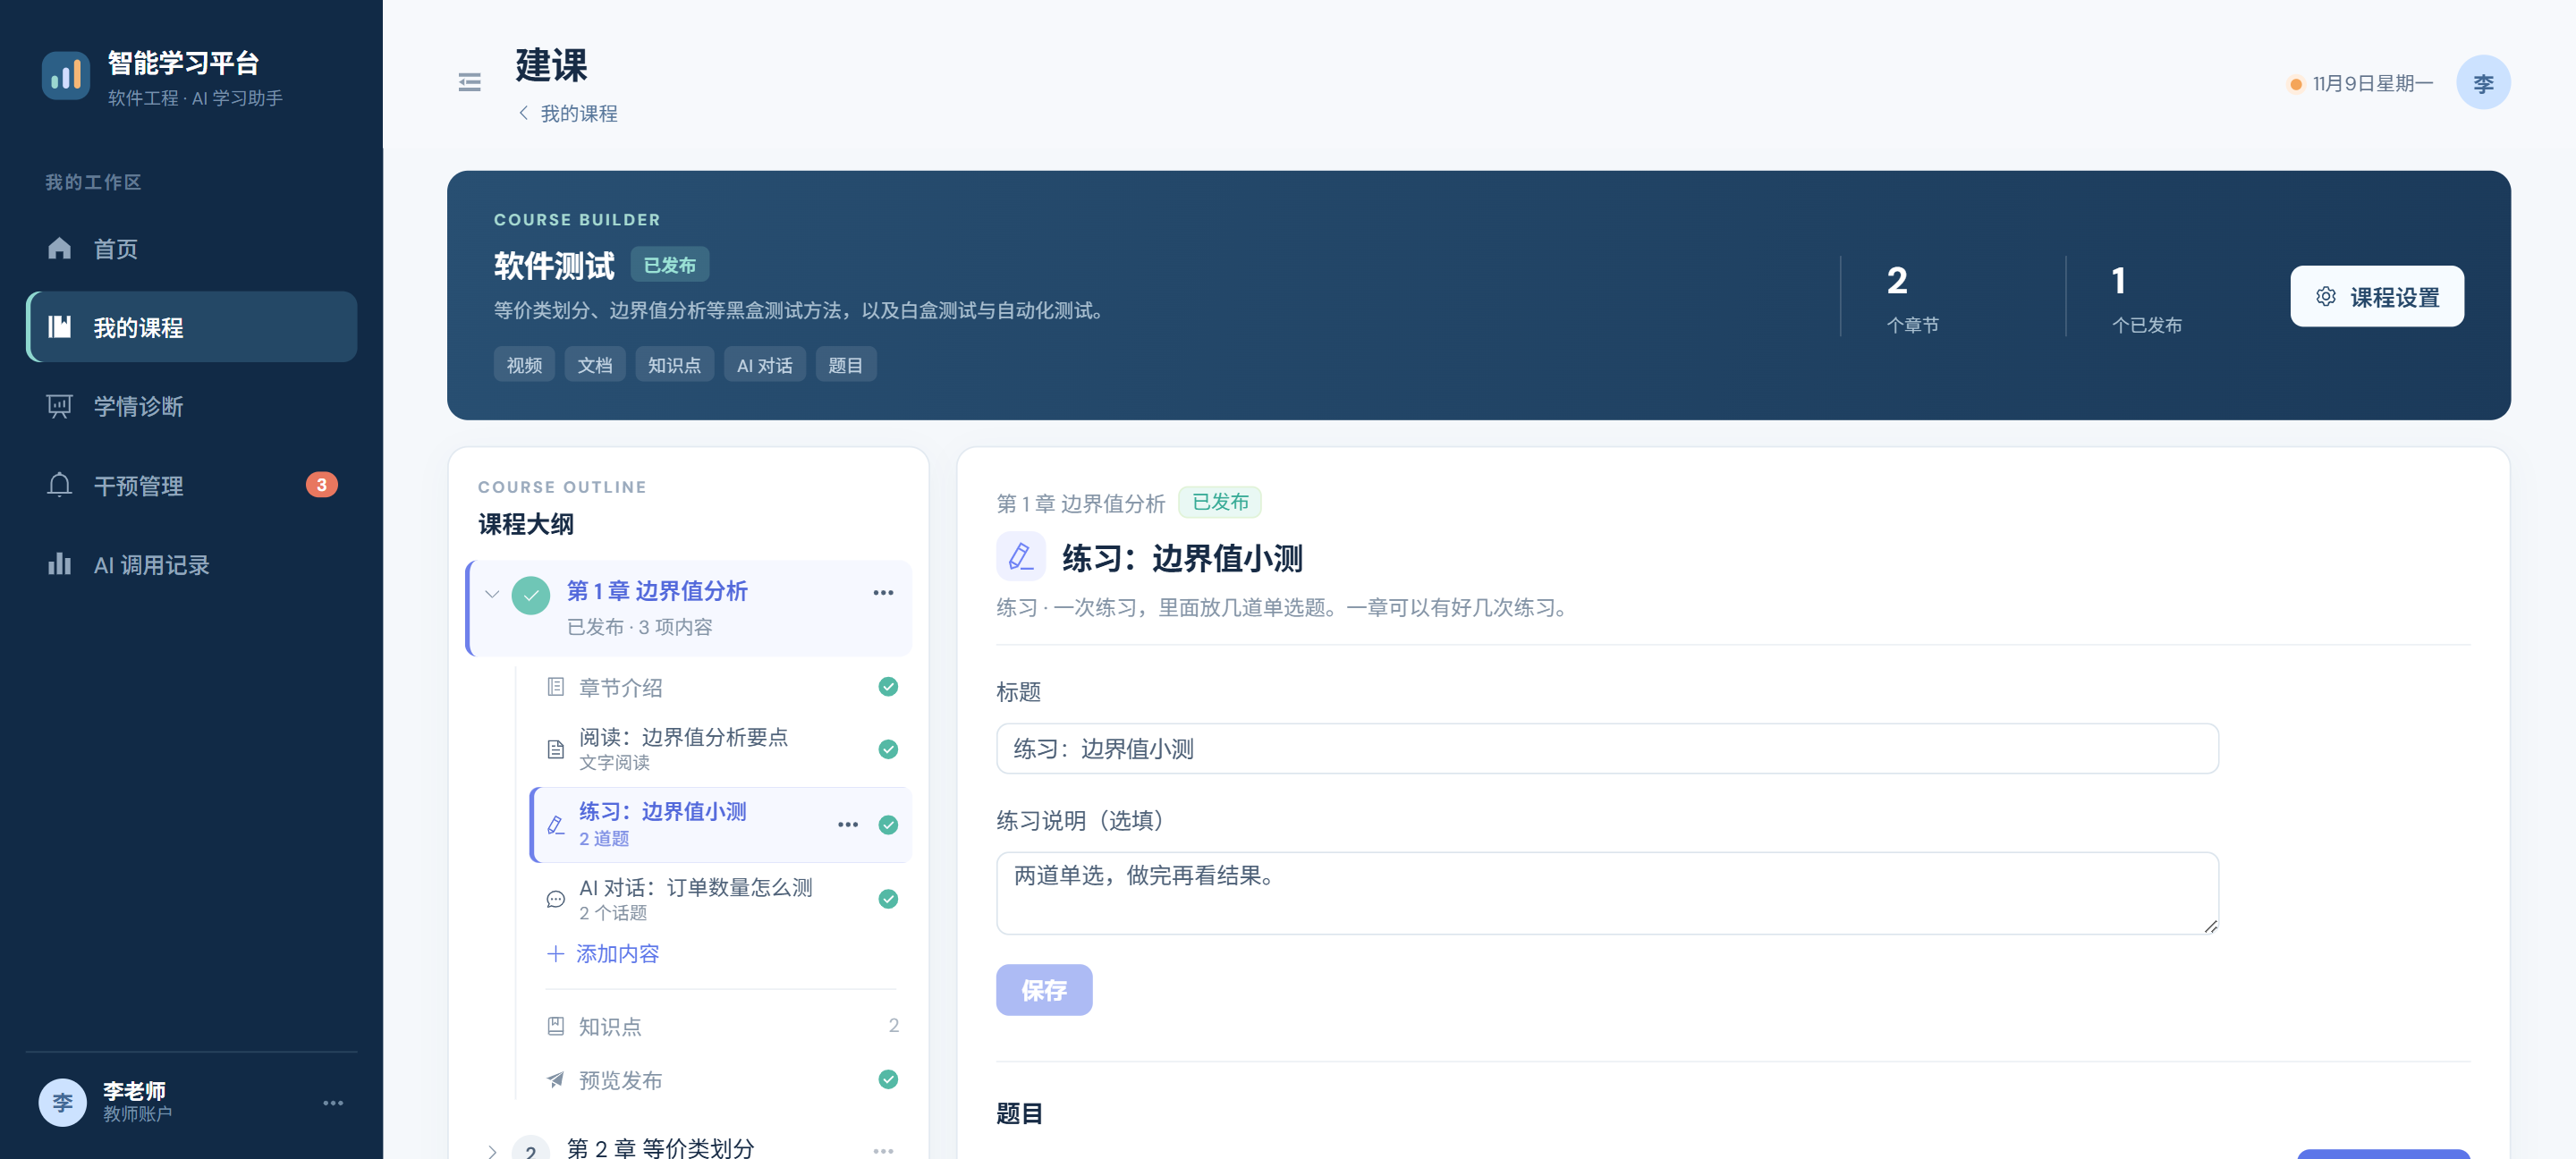 智能学习平台
软件工程 · AI 学习助手
我的工作区
首页
我的课程
学情诊断
干预管理
3
AI 调用记录
李
李老师
教师账户
建课
我的课程
11月9日星期一
李
COURSE BUILDER
软件测试
已发布
等价类划分、边界值分析等黑盒测试方法，以及白盒测试与自动化测试。
视频
文档
知识点
AI 对话
题目
2
个章节
1
个已发布
课程设置
COURSE OUTLINE
课程大纲
第 1 章 边界值分析
已发布 · 3 项内容
章节介绍
阅读：边界值分析要点
文字阅读
练习：边界值小测
2 道题
AI 对话：订单数量怎么测
2 个话题
添加内容
知识点
2
预览发布
2
第 2 章 等价类划分
第 1 章 边界值分析
已发布
练习：边界值小测
练习 · 一次练习，里面放几道单选题。一章可以有好几次练习。
标题
练习：边界值小测
练习说明（选填）
两道单选，做完再看结果。
保存
题目